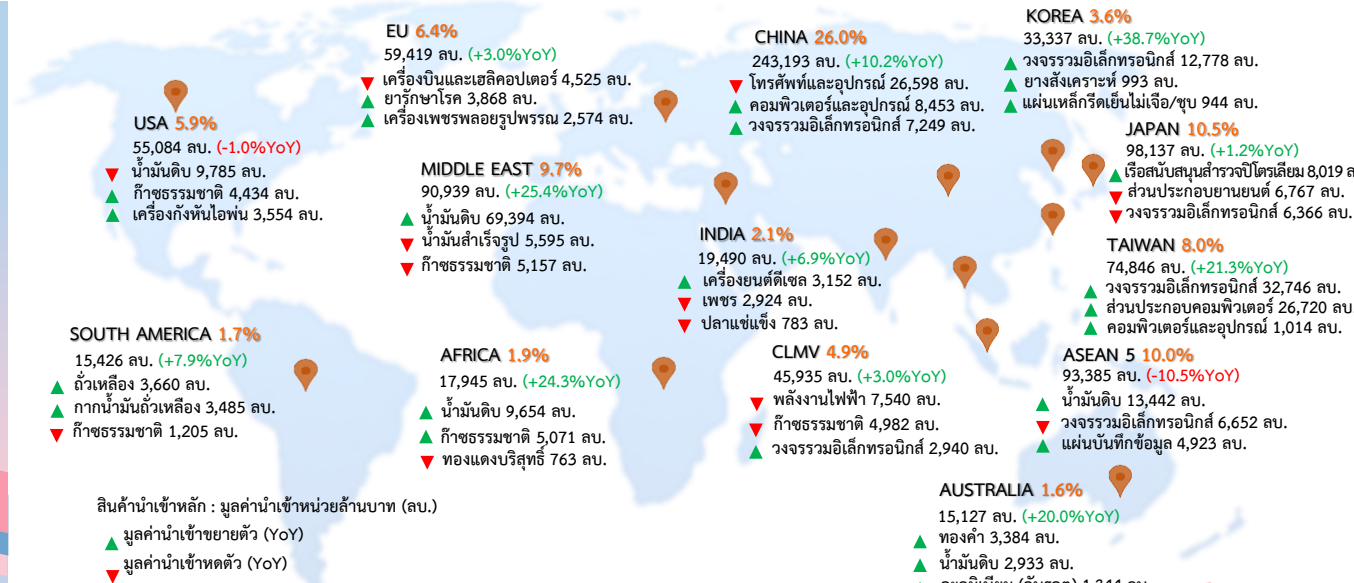 EU 6.4%
59,419 ลบ. (+3.0%YoY)
เครื่องบินและเฮลิคอปเตอร์ 4,525 ลบ.
ยารักษาโรค 3,868 ลบ.
เครื่องเพชรพลอยรูปพรรณ 2,574 ลบ.
CHINA 26.0%
243,193 ลบ. (+10.2%YoY)
โทรศัพท์และอุปกรณ์ 26,598 ลบ.
คอมพิวเตอร์และอุปกรณ์ 8,453 ลบ.
วงจรรวมอิเล็กทรอนิกส์ 7,249 ลบ.
KOREA 3.6%
33,337 ลบ. (+38.7%YoY)
วงจรรวมอิเล็กทรอนิกส์ 12,778 ลบ.
ยางสังเคราะห์ 993 ลบ.
แผ่นเหล็กรีดเย็นไม่เจือ/ชุบ 944 ลบ.
USA 5.9%
55,084 ลบ. (-1.0%YoY)
น้ำมันดิบ 9,785 ลบ.
ก๊าซธรรมชาติ 4,434 ลบ.
เครื่องกังหันไอพ่น 3,554 ลบ.
MIDDLE EAST 9.7%
90,939 ลบ. (+25.4%YoY)
น้ำมันดิบ 69,394 ลบ.
น้ำมันสำเร็จรูป 5,595 ลบ.
ก๊าซธรรมชาติ 5,157 ลบ.
JAPAN 10.5%
98,137 ลบ. (+1.2%YoY)
เรือสนับสนุนสำรวจปิโตรเลียม 8,019 ล
ส่วนประกอบยานยนต์ 6,767 ลบ.
วงจรรวมอิเล็กทรอนิกส์ 6,366 ลบ.
INDIA 2.1%
19,490 ลบ. (+6.9%YoY)
เครื่องยนต์ดีเซล 3,152 ลบ.
เพชร 2,924 ลบ.
ปลาแช่แข็ง 783 ลบ.
TAIWAN 8.0%
74,846 ลบ. (+21.3%YoY)
วงจรรวมอิเล็กทรอนิกส์ 32,746 ลบ.
ส่วนประกอบคอมพิวเตอร์ 26,720 ลบ
คอมพิวเตอร์และอุปกรณ์ 1,014 ลบ.
SOUTH AMERICA 1.7%
15,426 ลบ. (+7.9%YoY)
ถั่วเหลือง 3,660 ลบ.
กากน้ำมันถั่วเหลือง 3,485 ลบ.
ก๊าซธรรมชาติ 1,205 ลบ.
AFRICA 1.9%
17,945 ลบ. (+24.3%YoY)
น้ำมันดิบ 9,654 ลบ.
ก๊าซธรรมชาติ 5,071 ลบ.
ทองแดงบริสุทธิ์ 763 ลบ.
CLMV 4.9%
45,935 ลบ. (+3.0%YoY)
พลังงานไฟฟ้า 7,540 ลบ.
ก๊าซธรรมชาติ 4,982 ลบ.
วงจรรวมอิเล็กทรอนิกส์ 2,940 ลบ.
ASEAN 5 10.0%
93,385 ลบ. (-10.5%YoY)
น้ำมันดิบ 13,442 ลบ.
วงจรรวมอิเล็กทรอนิกส์ 6,652 ลบ.
แผ่นบันทึกข้อมูล 4,923 ลบ.
AUSTRALIA 1.6%
15,127 ลบ. (+20.0%YoY)
ทองคำ 3,384 ลบ.
น้ำมันดิบ 2,933 ลบ.
สินค้านำเข้าหลัก : มูลค่านำเข้าหน่วยล้านบาท (ลบ.)
มูลค่านำเข้าขยายตัว (YoY)
มูลค่านำเข้าหดตัว (YoY)